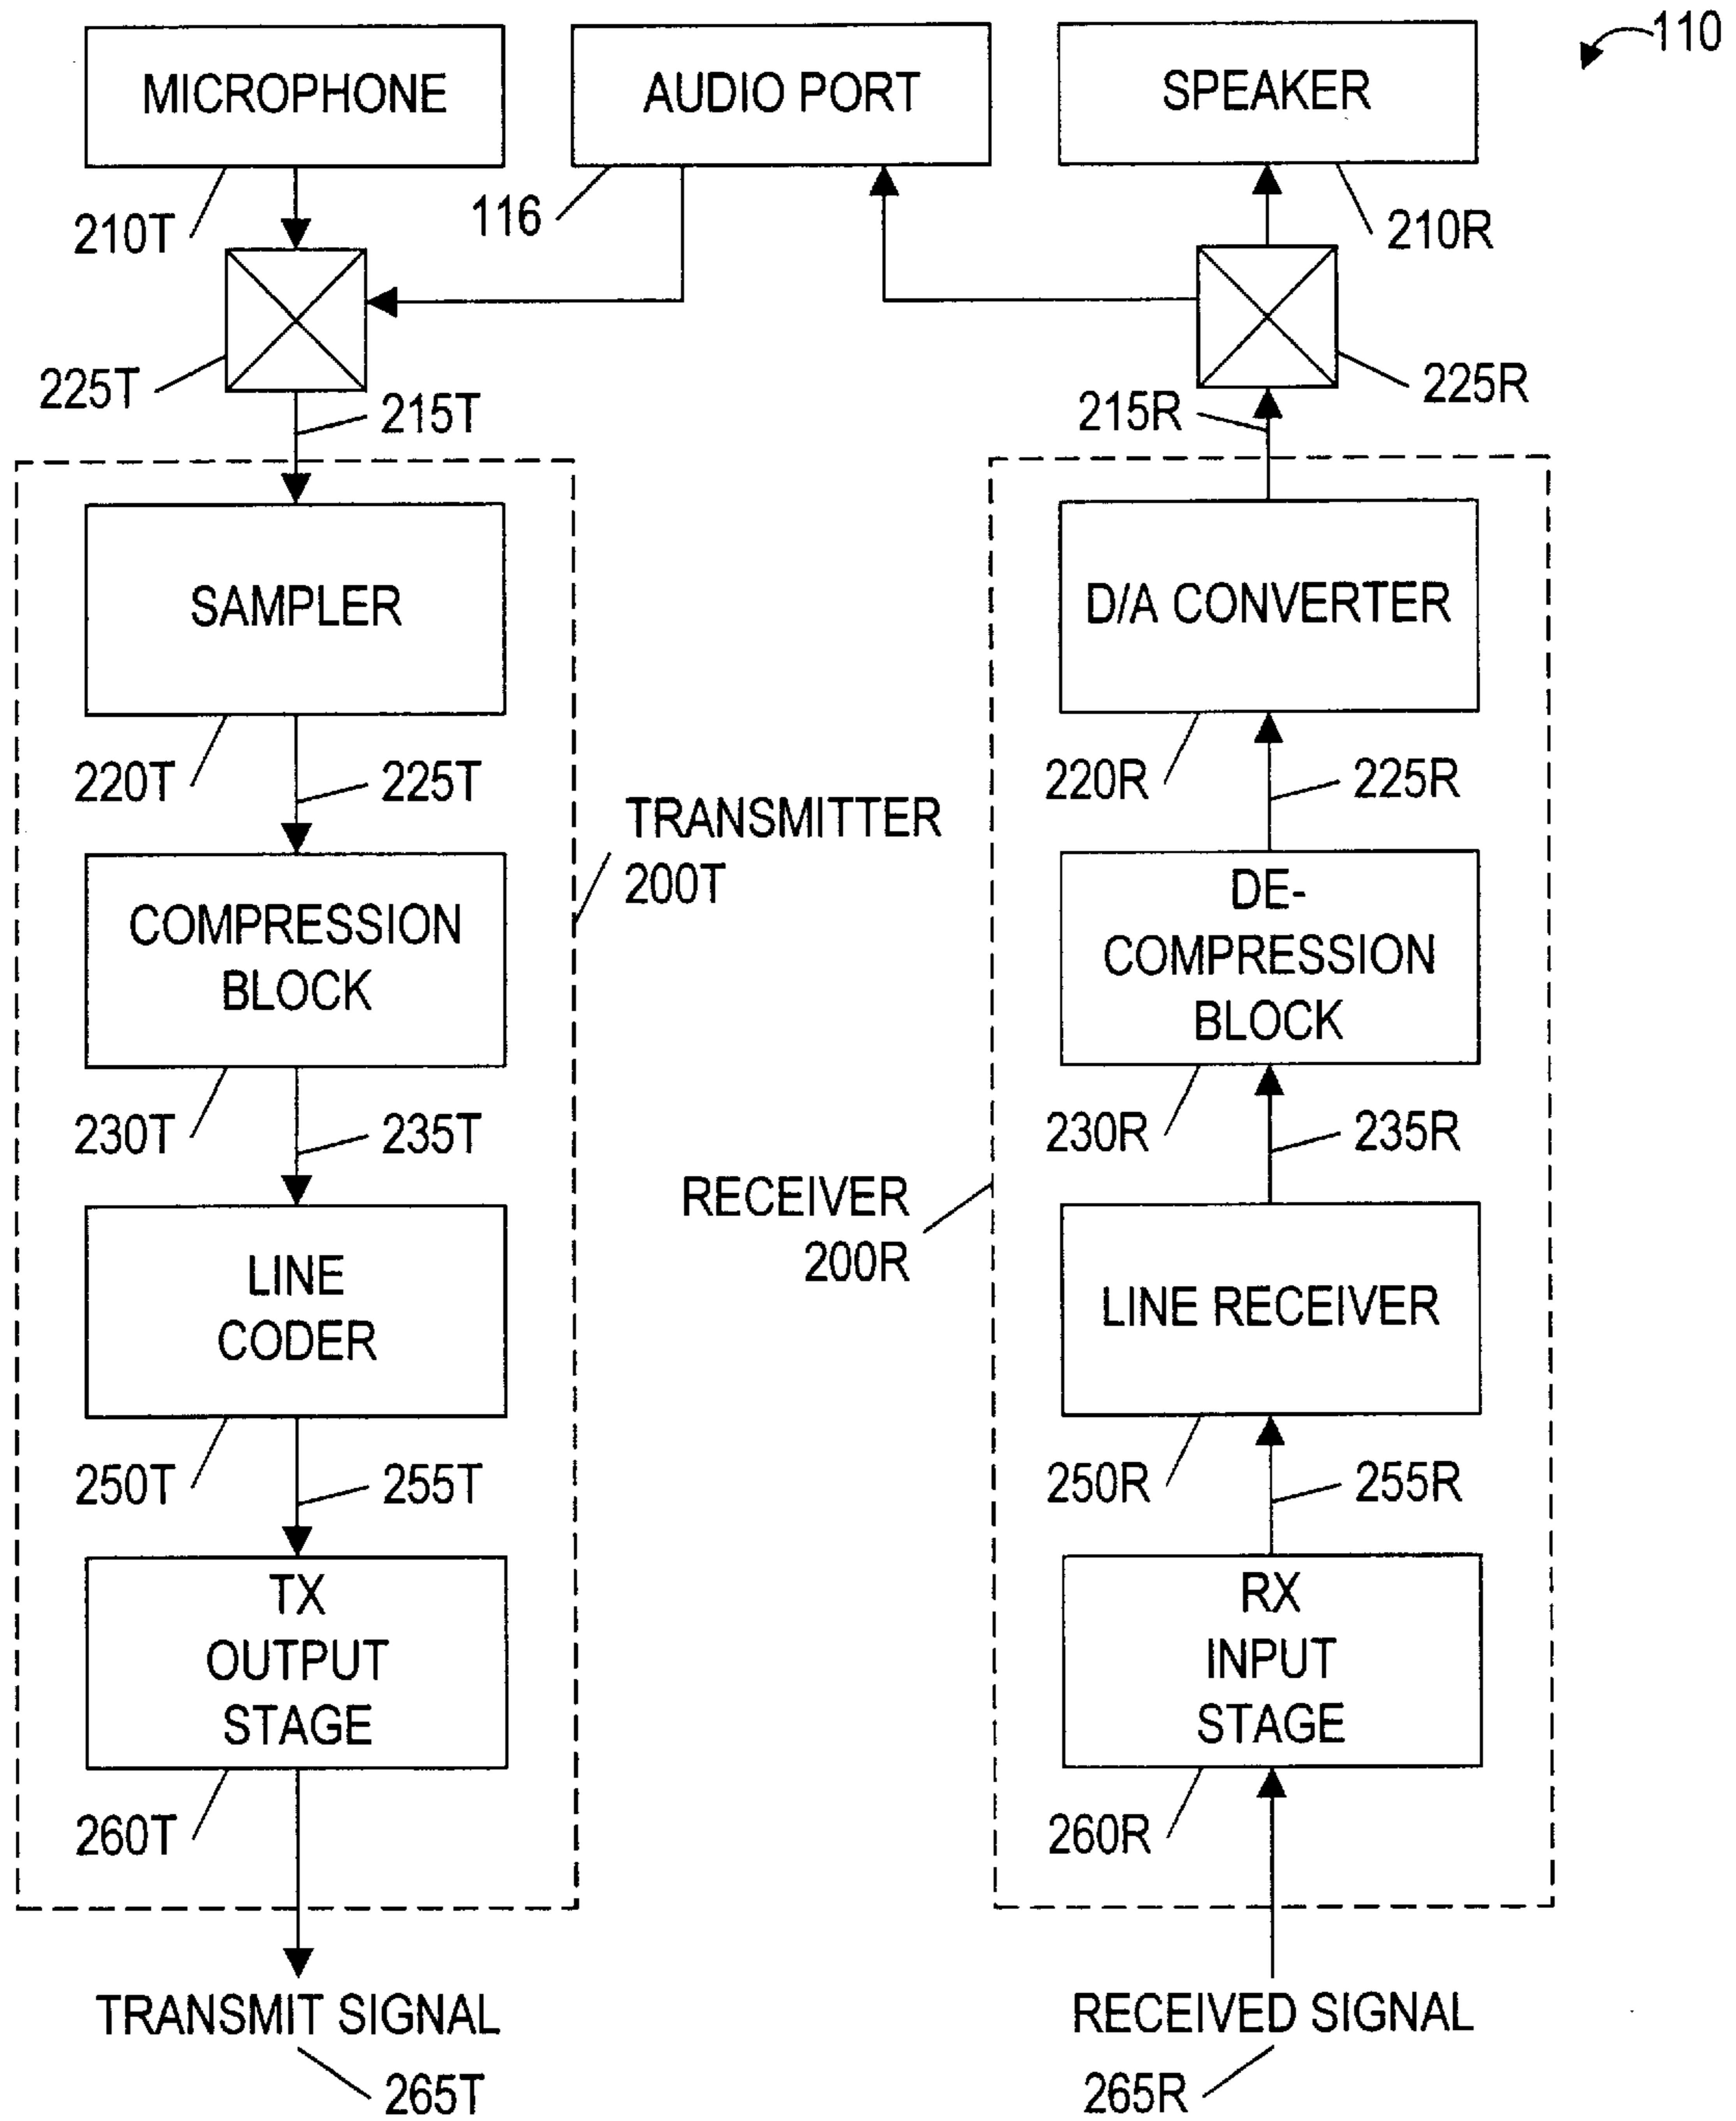 110
MICROPHONE
AUDIO PORT
SPEAKER
210T
116
210R
225T
215T
215R
225R
SAMPLER
D/A CONVERTER
220T
225T
220R
225R
TRANSMITTER
200T
COMPRESSION
BLOCK
DE-
COMPRESSION
BLOCK
230T
235T
230R
235R
RECEIVER
200R
LINE
CODER
LINE RECEIVER
250T
255T
250R
255R
TX
OUTPUT
STAGE
RX
INPUT
STAGE
260T
260R
TRANSMIT SIGNAL
265T
RECEIVED SIGNAL
265R